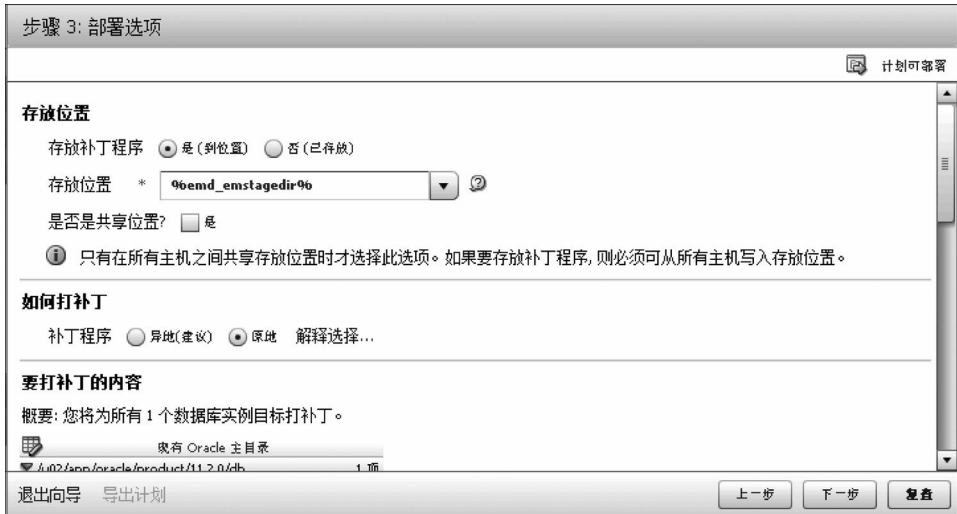 步骤 3: 部署选项
计划可部署
存放位置
存放补丁程序 是(到位置) 否(已存放)
存放位置 * %emd_emstagedir%
是否是共享位置? 是
只有在所有主机之间共享存放位置时才选择此选项。如果要存放补丁程序, 则必须可从所有主机写入存放位置。
如何打补丁
补丁程序 异地(建议) 原地 解释选择...
要打补丁的内容
概要: 您将为所有 1 个数据库实例目标打补丁。
现有 Oracle 主目录
/u02/app/oracle/product/11.2.0/db 1 项
退出向导 导出计划 上一步 下一步 复查